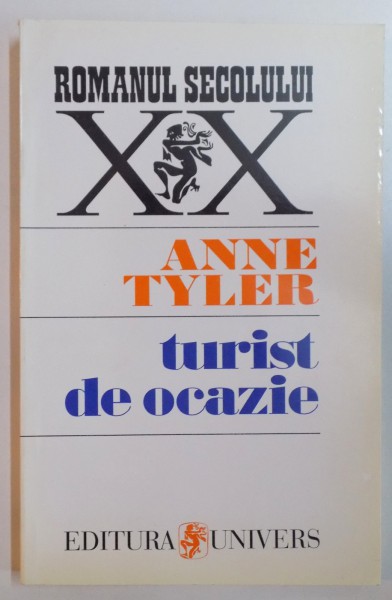 ROMANUL SECOLULUI
XX
ANNE
TYLER
turist
de ocazie
EDITURA UNIVERS